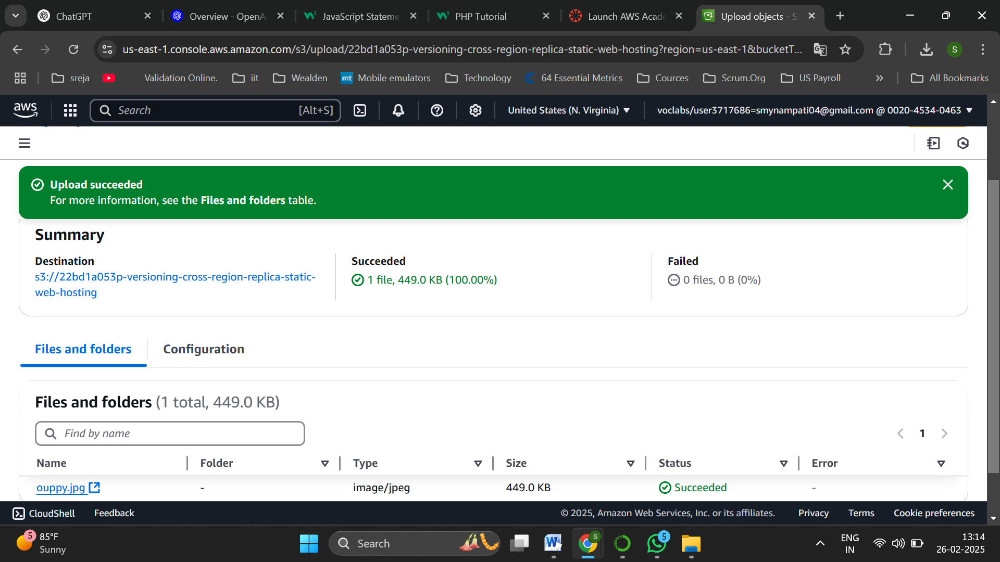 ChatGPT
Overview - OpenAI
JavaScript Stateme
PHP Tutorial
Launch AWS Acade
Upload objects - S
us-east-1.console.aws.amazon.com/s3/upload/22bd1a053p-versioning-cross-region-replica-static-web-hosting?region=us-east-1&bucketT...
S
sreja
Validation Online.
iit
Wealden
mt Mobile emulators
Technology
64 Essential Metrics
Cources
Scrum.Org
US Payroll
All Bookmarks
aws
Search [Alt+S]
United States (N. Virginia)
voclabs/user3717686=smynampati04@gmail.com @ 0020-4534-0463
Upload succeeded
For more information, see the Files and folders table.
Summary
Destination
s3://22bd1a053p-versioning-cross-region-replica-static-
web-hosting
Succeeded
1 file, 449.0 KB (100.00%)
Failed
0 files, 0 B (0%)
Files and folders
Configuration
Files and folders (1 total, 449.0 KB)
Find by name
1
Name Folder Type Size Status Error
ouppy.jpg - image/jpeg 449.0 KB Succeeded -
CloudShell Feedback
© 2025, Amazon Web Services, Inc. or its affiliates. Privacy Terms Cookie preferences
5
85°F
Sunny
Search
S
5
ENG
IN
13:14
26-02-2025